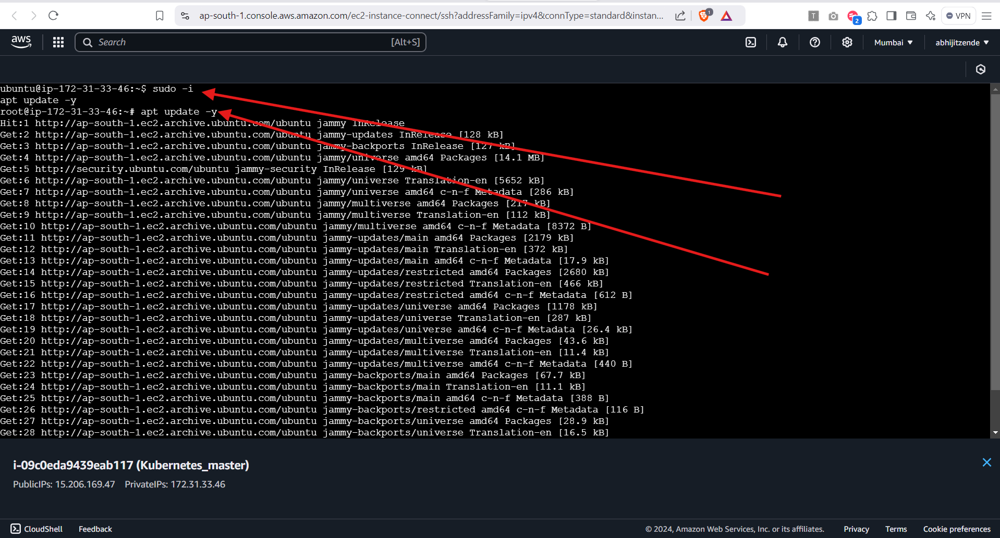 ap-south-1.console.aws.amazon.com/ec2-instance-connect/ssh?addressFamily=ipv4&connType=standard&instan...
1
T
2
VPN
aws
Search
[Alt+S]
Mumbai
abhijitzende
ubuntu@ip-172-31-33-46:~$ sudo -i
apt update -y
root@ip-172-31-33-46:~# apt update -y
Hit:1 http://ap-south-1.ec2.archive.ubuntu.com/ubuntu jammy InRelease
Get:2 http://ap-south-1.ec2.archive.ubuntu.com/ubuntu jammy-updates InRelease [128 kB]
Get:3 http://ap-south-1.ec2.archive.ubuntu.com/ubuntu jammy-backports InRelease [127 kB]
Get:4 http://ap-south-1.ec2.archive.ubuntu.com/ubuntu jammy/universe amd64 Packages [14.1 MB]
Get:5 http://security.ubuntu.com/ubuntu jammy-security InRelease [129 kB]
Get:6 http://ap-south-1.ec2.archive.ubuntu.com/ubuntu jammy/universe Translation-en [5652 kB]
Get:7 http://ap-south-1.ec2.archive.ubuntu.com/ubuntu jammy/universe amd64 c-n-f Metadata [286 kB]
Get:8 http://ap-south-1.ec2.archive.ubuntu.com/ubuntu jammy/multiverse amd64 Packages [217 kB]
Get:9 http://ap-south-1.ec2.archive.ubuntu.com/ubuntu jammy/multiverse Translation-en [112 kB]
Get:10 http://ap-south-1.ec2.archive.ubuntu.com/ubuntu jammy/multiverse amd64 c-n-f Metadata [8372 B]
Get:11 http://ap-south-1.ec2.archive.ubuntu.com/ubuntu jammy-updates/main amd64 Packages [2179 kB]
Get:12 http://ap-south-1.ec2.archive.ubuntu.com/ubuntu jammy-updates/main Translation-en [372 kB]
Get:13 http://ap-south-1.ec2.archive.ubuntu.com/ubuntu jammy-updates/main amd64 c-n-f Metadata [17.9 kB]
Get:14 http://ap-south-1.ec2.archive.ubuntu.com/ubuntu jammy-updates/restricted amd64 Packages [2680 kB]
Get:15 http://ap-south-1.ec2.archive.ubuntu.com/ubuntu jammy-updates/restricted Translation-en [466 kB]
Get:16 http://ap-south-1.ec2.archive.ubuntu.com/ubuntu jammy-updates/restricted amd64 c-n-f Metadata [612 B]
Get:17 http://ap-south-1.ec2.archive.ubuntu.com/ubuntu jammy-updates/universe amd64 Packages [1178 kB]
Get:18 http://ap-south-1.ec2.archive.ubuntu.com/ubuntu jammy-updates/universe Translation-en [287 kB]
Get:19 http://ap-south-1.ec2.archive.ubuntu.com/ubuntu jammy-updates/universe amd64 c-n-f Metadata [26.4 kB]
Get:20 http://ap-south-1.ec2.archive.ubuntu.com/ubuntu jammy-updates/multiverse amd64 Packages [43.6 kB]
Get:21 http://ap-south-1.ec2.archive.ubuntu.com/ubuntu jammy-updates/multiverse Translation-en [11.4 kB]
Get:22 http://ap-south-1.ec2.archive.ubuntu.com/ubuntu jammy-updates/multiverse amd64 c-n-f Metadata [440 B]
Get:23 http://ap-south-1.ec2.archive.ubuntu.com/ubuntu jammy-backports/main amd64 Packages [67.7 kB]
Get:24 http://ap-south-1.ec2.archive.ubuntu.com/ubuntu jammy-backports/main Translation-en [11.1 kB]
Get:25 http://ap-south-1.ec2.archive.ubuntu.com/ubuntu jammy-backports/main amd64 c-n-f Metadata [388 B]
Get:26 http://ap-south-1.ec2.archive.ubuntu.com/ubuntu jammy-backports/restricted amd64 c-n-f Metadata [116 B]
Get:27 http://ap-south-1.ec2.archive.ubuntu.com/ubuntu jammy-backports/universe amd64 Packages [28.9 kB]
Get:28 http://ap-south-1.ec2.archive.ubuntu.com/ubuntu jammy-backports/universe Translation-en [16.5 kB]
i-09c0eda9439eab117 (Kubernetes_master)
PublicIPs: 15.206.169.47 PrivateIPs: 172.31.33.46
CloudShell Feedback © 2024, Amazon Web Services, Inc. or its affiliates. Privacy Terms Cookie preferences